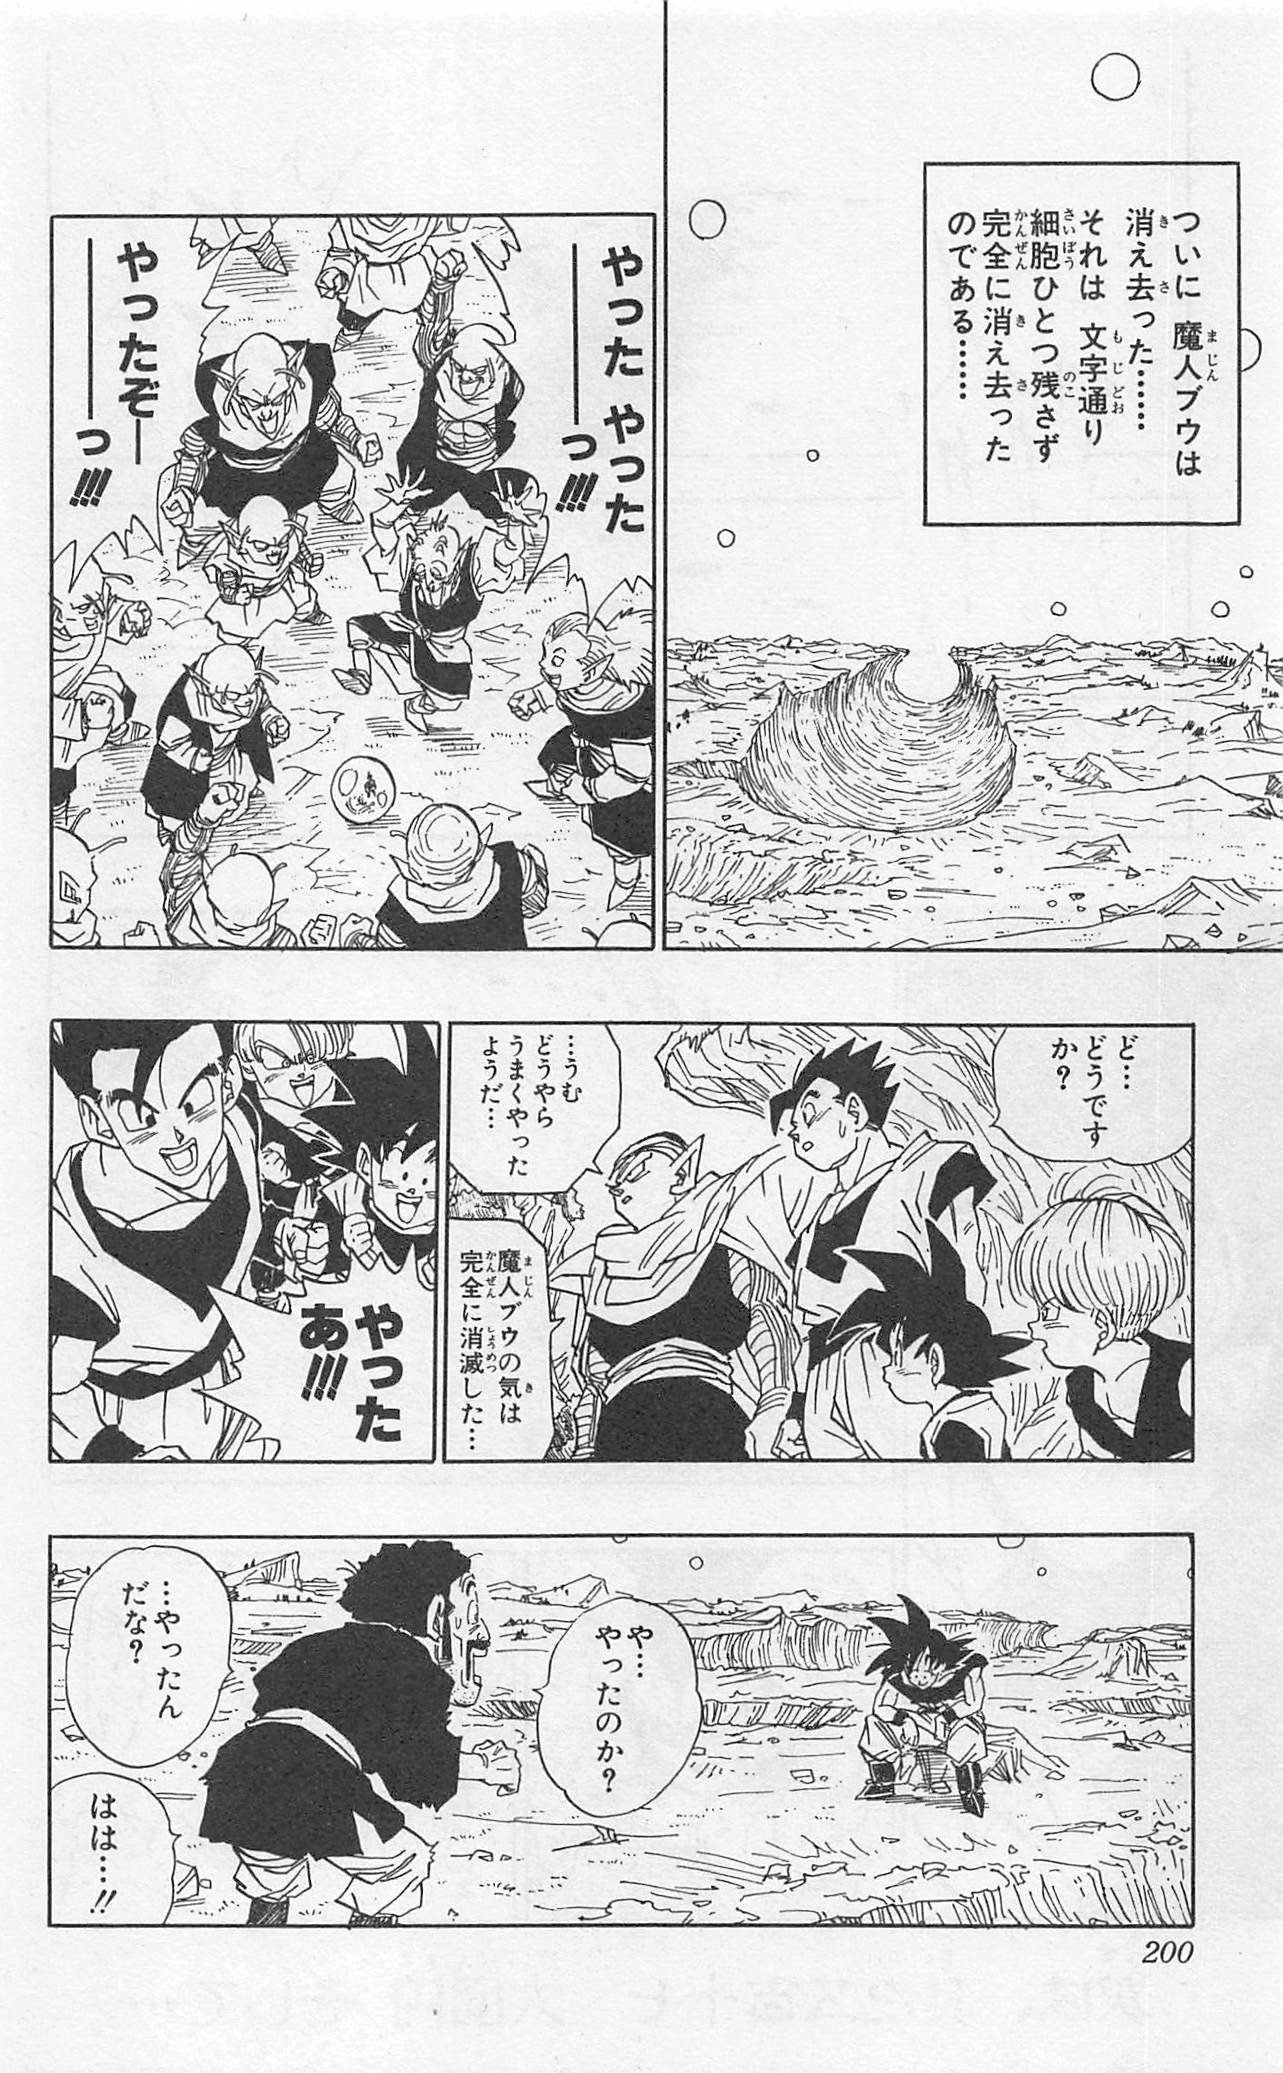 ついに 魔人ブウは
消え去った………
それは 文字通り
細胞ひとつ残さず
完全に消え去った
のである………
やった やった
――――っ!!!
やったぞー
――――っ!!!
ど…
どうです
か？
…うむ
どうやら
うまくやった
ようだ…
魔人ブウの気は
完全に消滅した…
やった
あ!!!
や…
やったのか？
…やったん
だな？
はは…!!
200